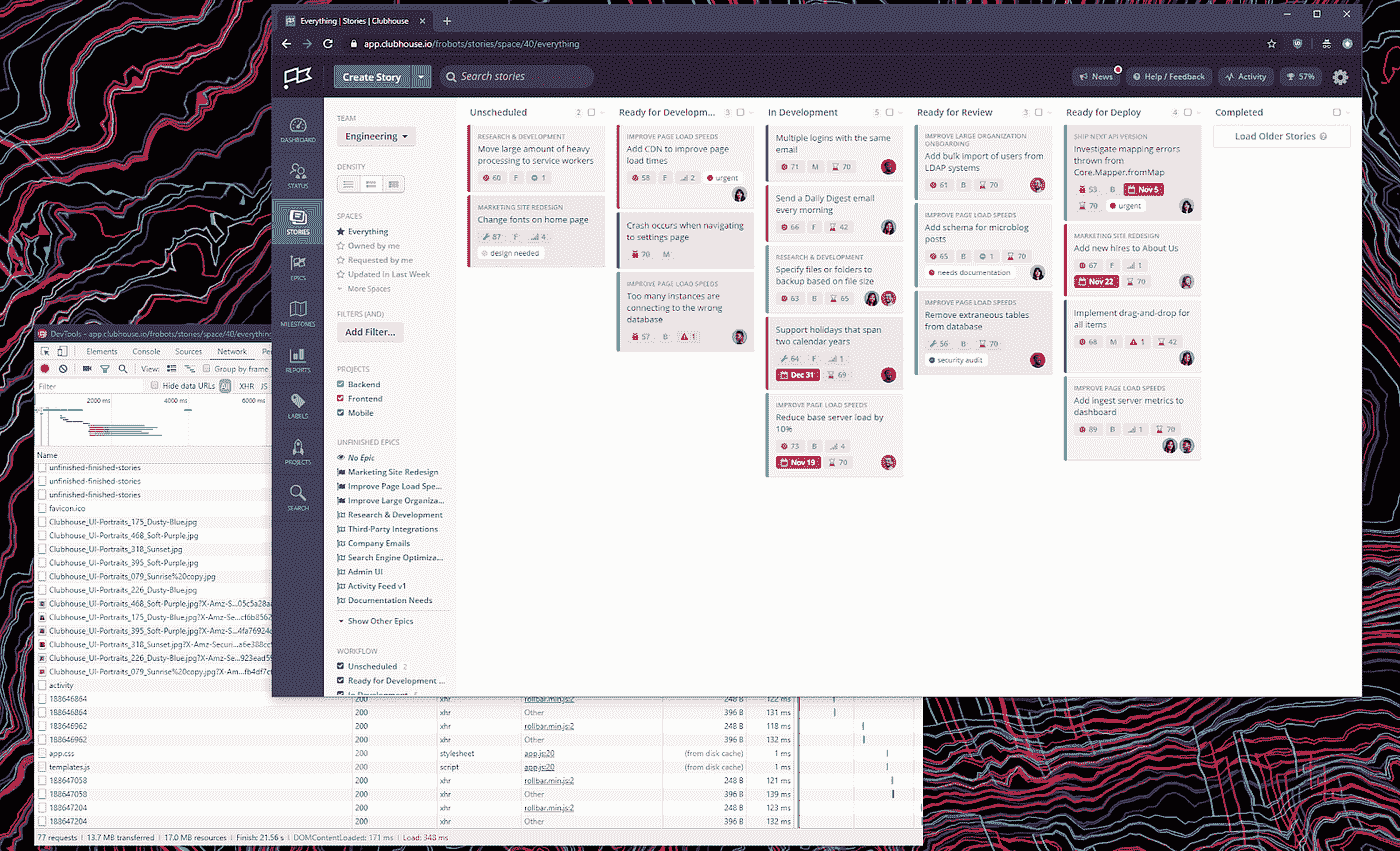 Everything | Stories | Clubhouse
app.clubhouse.io/frobots/stories/space/40/everything
Create Story
Search stories
News
Help / Feedback
Activity
57%
DASHBOARD
STATUS
STORIES
EPICS
MILESTONES
REPORTS
LABELS
PROJECTS
SEARCH
TEAM
Engineering
DENSITY
SPACES
Everything
Owned by me
Requested by me
Updated in Last Week
More Spaces
FILTERS (AND)
Add Filter...
PROJECTS
Backend
Frontend
Mobile
UNFINISHED EPICS
No Epic
Marketing Site Redesign
Improve Page Load Spe...
Improve Large Organiza...
Research & Development
Third-Party Integrations
Company Emails
Search Engine Optimiza...
Admin UI
Activity Feed v1
Documentation Needs
Show Other Epics
WORKFLOW
Unscheduled 2
Ready for Development ...
In Development
Unscheduled 2
RESEARCH & DEVELOPMENT
Move large amount of heavy
processing to service workers
60 F 1
MARKETING SITE REDESIGN
Change fonts on home page
87 F 4
design needed
Ready for Developm... 3
IMPROVE PAGE LOAD SPEEDS
Add CDN to improve page
load times
58 F 2 urgent
Crash occurs when navigating
to settings page
70 M
IMPROVE PAGE LOAD SPEEDS
Too many instances are
connecting to the wrong
database
57 B 1
In Development 5
Multiple logins with the same
email
71 M 70
Send a Daily Digest email
every morning
66 F 42
RESEARCH & DEVELOPMENT
Specify files or folders to
backup based on file size
63 B 65
Support holidays that span
two calendar years
64 F 1
Dec 31 69
IMPROVE PAGE LOAD SPEEDS
Reduce base server load by
10%
73 B 4
Nov 19 70
Ready for Review 3
IMPROVE LARGE ORGANIZATION
ONBOARDING
Add bulk import of users from
LDAP systems
61 B 70
IMPROVE PAGE LOAD SPEEDS
Add schema for microblog
posts
65 B 1 70
needs documentation
IMPROVE PAGE LOAD SPEEDS
Remove extraneous tables
from database
56 B 70
security audit
Ready for Deploy 4
SHIP NEXT API VERSION
Investigate mapping errors
thrown from
Core.Mapper.fromMap
53 B Nov 5
70 urgent
MARKETING SITE REDESIGN
Add new hires to About Us
67 F 1
Nov 22 70
Implement drag-and-drop for
all items
68 M 1 42
IMPROVE PAGE LOAD SPEEDS
Add ingest server metrics to
dashboard
89 B 1 70
Completed
Load Older Stories
DevTools - app.clubhouse.io/frobots/stories/space/40/everything
Elements Console Sources Network Pe
View: Group by frame
Filter Hide data URLs All XHR JS
2000 ms 4000 ms 6000 ms
Name
unfinished-finished-stories
unfinished-finished-stories
unfinished-finished-stories
favicon.ico
Clubhouse_UI-Portraits_175_Dusty-Blue.jpg
Clubhouse_UI-Portraits_468_Soft-Purple.jpg
Clubhouse_UI-Portraits_318_Sunset.jpg
Clubhouse_UI-Portraits_395_Soft-Purple.jpg
Clubhouse_UI-Portraits_079_Sunrise%20copy.jpg
Clubhouse_UI-Portraits_226_Dusty-Blue.jpg
Clubhouse_UI-Portraits_468_Soft-Purple.jpg?X-Amz-S...05c5a28a
Clubhouse_UI-Portraits_175_Dusty-Blue.jpg?X-Amz-Se...cf6b8562
Clubhouse_UI-Portraits_395_Soft-Purple.jpg?X-Amz-S...4fa76924
Clubhouse_UI-Portraits_318_Sunset.jpg?X-Amz-Securi...a6e388cc
Clubhouse_UI-Portraits_226_Dusty-Blue.jpg?X-Amz-Se...923ead5
Clubhouse_UI-Portraits_079_Sunrise%20copy.jpg?X-Am...fb4df7c
activity
188646864 200 xhr rollbar.min.js:2 248 B 122 ms
188646864 200 xhr Other 396 B 131 ms
188646962 200 xhr rollbar.min.js:2 248 B 118 ms
188646962 200 xhr Other 396 B 132 ms
app.css 200 stylesheet app.js:20 (from disk cache) 1 ms
templates.js 200 script app.js:20 (from disk cache) 1 ms
188647058 200 xhr rollbar.min.js:2 248 B 121 ms
188647058 200 xhr Other 396 B 139 ms
188647204 200 xhr rollbar.min.js:2 248 B 123 ms
188647204 200 xhr Other 396 B 132 ms
77 requests | 13.7 MB transferred | 17.0 MB resources | Finish: 21.56 s | DOMContentLoaded: 171 ms | Load: 348 ms